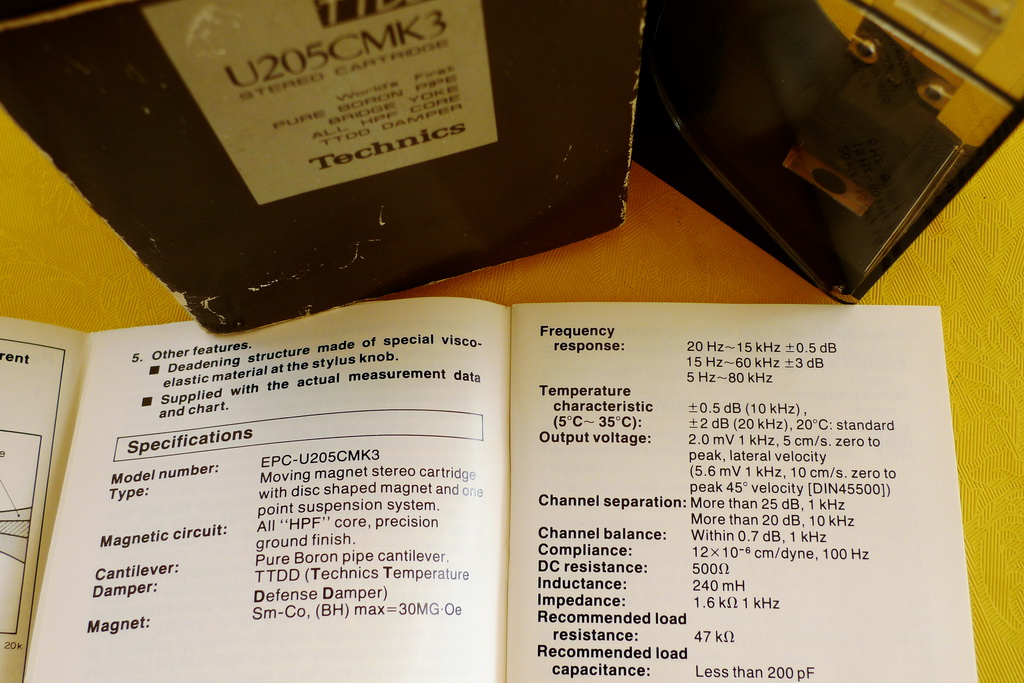 TTDD
U205CMK3
STEREO CARTRIDGE
World's First
PURE BORON PIPE
BRIDGE YOKE
ALL HPF CORE
TTDD DAMPER
Technics
rent
20k
5. Other features.
■ Deadening structure made of special visco-
elastic material at the stylus knob.
■ Supplied with the actual measurement data
and chart.
Specifications
Model number: EPC-U205CMK3
Type: Moving magnet stereo cartridge
with disc shaped magnet and one
point suspension system.
Magnetic circuit: All "HPF" core, precision
ground finish.
Cantilever: Pure Boron pipe cantilever.
Damper: TTDD (Technics Temperature
Defense Damper)
Magnet: Sm-Co, (BH) max=30MG·Oe
Frequency
response: 20 Hz~15 kHz ±0.5 dB
15 Hz~60 kHz ±3 dB
5 Hz~80 kHz
Temperature
characteristic ±0.5 dB (10 kHz),
(5°C~ 35°C): ±2 dB (20 kHz), 20°C: standard
Output voltage: 2.0 mV 1 kHz, 5 cm/s. zero to
peak, lateral velocity
(5.6 mV 1 kHz, 10 cm/s. zero to
peak 45° velocity [DIN45500])
Channel separation: More than 25 dB, 1 kHz
More than 20 dB, 10 kHz
Channel balance: Within 0.7 dB, 1 kHz
Compliance: 12×10⁻⁶ cm/dyne, 100 Hz
DC resistance: 500Ω
Inductance: 240 mH
Impedance: 1.6 kΩ 1 kHz
Recommended load
resistance: 47 kΩ
Recommended load
capacitance: Less than 200 pF